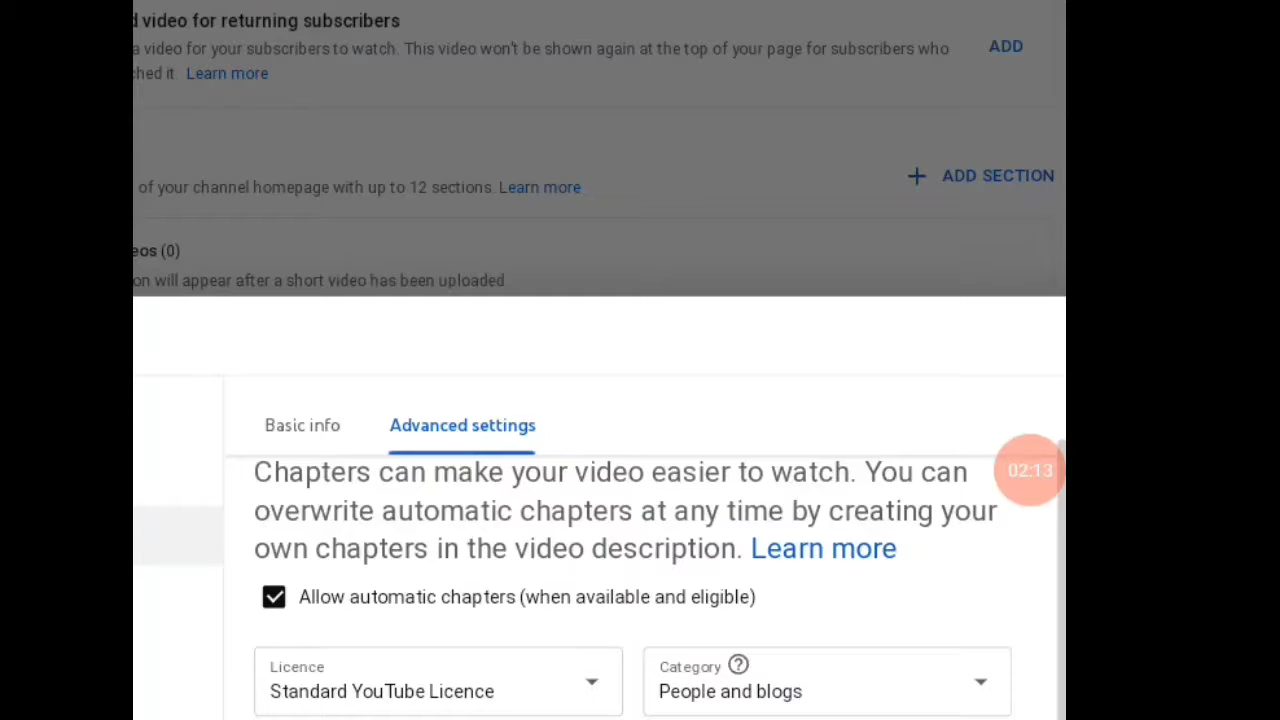 video for returning subscribers
a video for your subscribers to watch. This video won't be shown again at the top of your page for subscribers who
ADD
Learn more
of your channel homepage with up to 12 sections. Learn more
ADD SECTION
(0)
will appear after a short video has been uploaded
Basic info
Advanced settings
Chapters can make your video easier to watch. You can
overwrite automatic chapters at any time by creating your
own chapters in the video description. Learn more
02:13
Allow automatic chapters (when available and eligible)
Licence
Standard YouTube Licence
Category
People and blogs